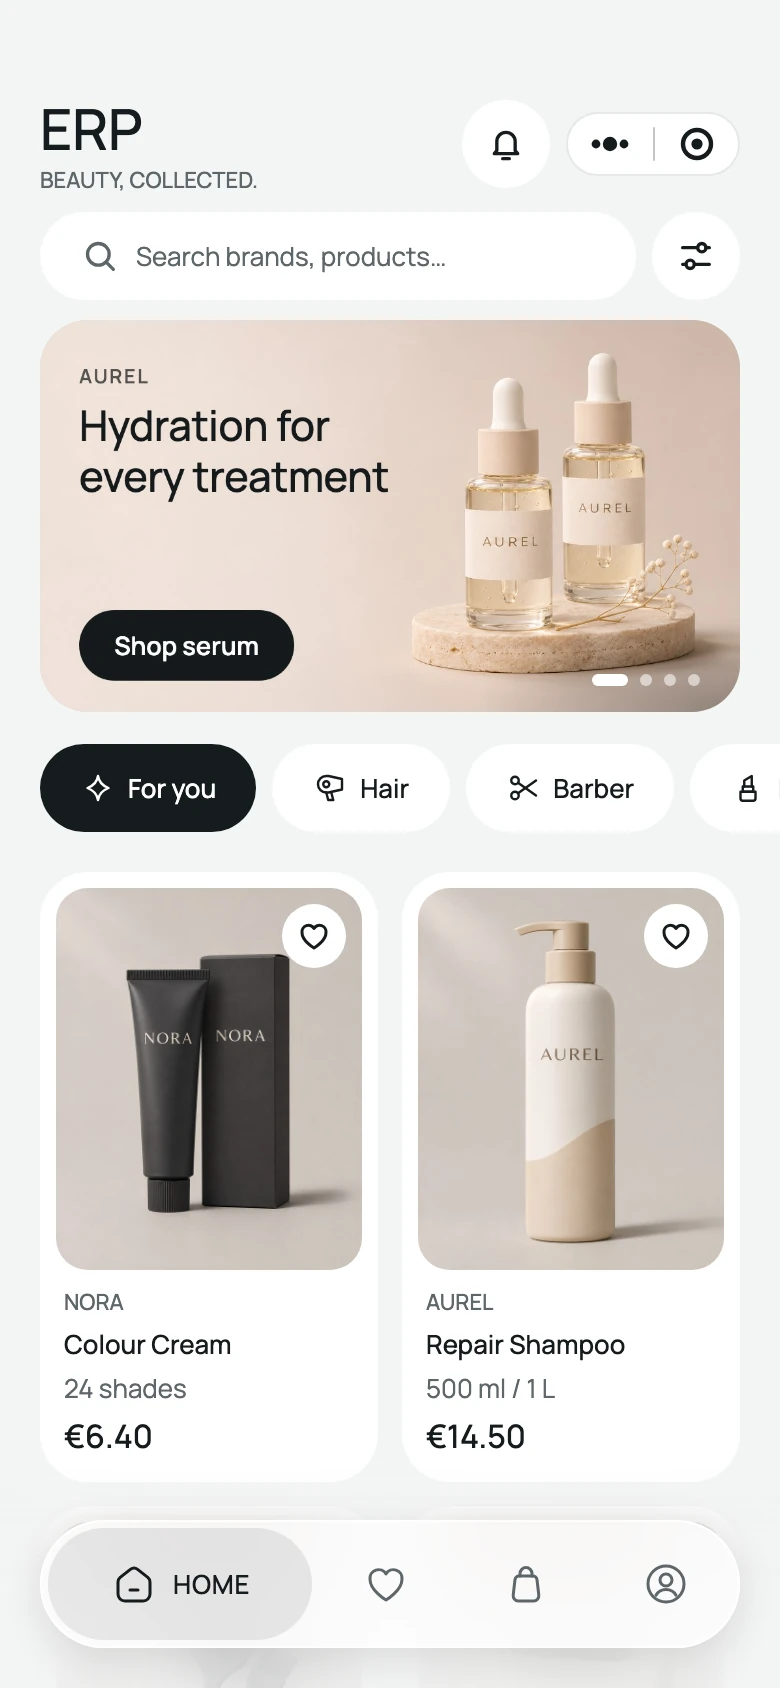 ERP
BEAUTY, COLLECTED.
Search brands, products...
AUREL
Hydration for
every treatment
AUREL
AUREL
Shop serum
For you
Hair
Barber
NORA
NORA
AUREL
NORA
Colour Cream
24 shades
€6.40
AUREL
Repair Shampoo
500 ml / 1 L
€14.50
HOME